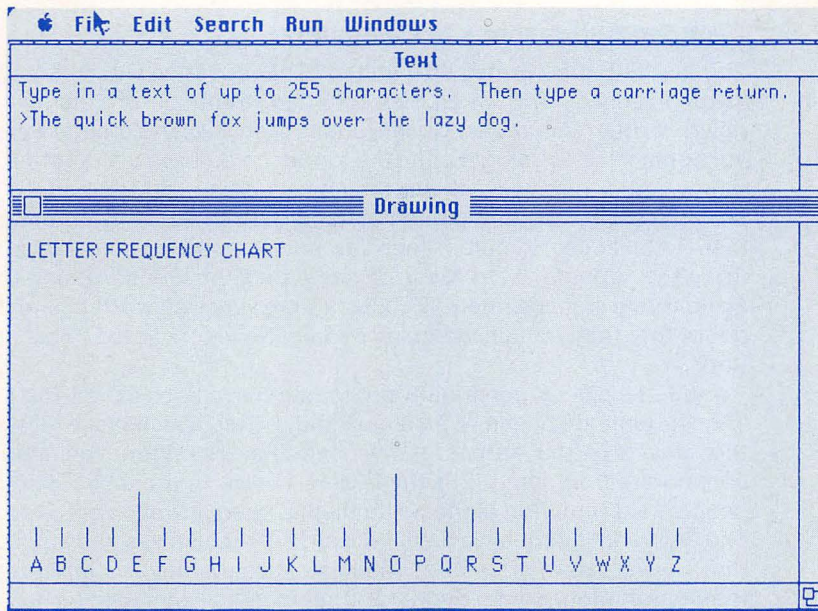 File Edit Search Run Windows
Text
Type in a text of up to 255 characters. Then type a carriage return.
>The quick brown fox jumps over the lazy dog.
Drawing
LETTER FREQUENCY CHART
A B C D E F G H I J K L M N O P Q R S T U V W X Y Z